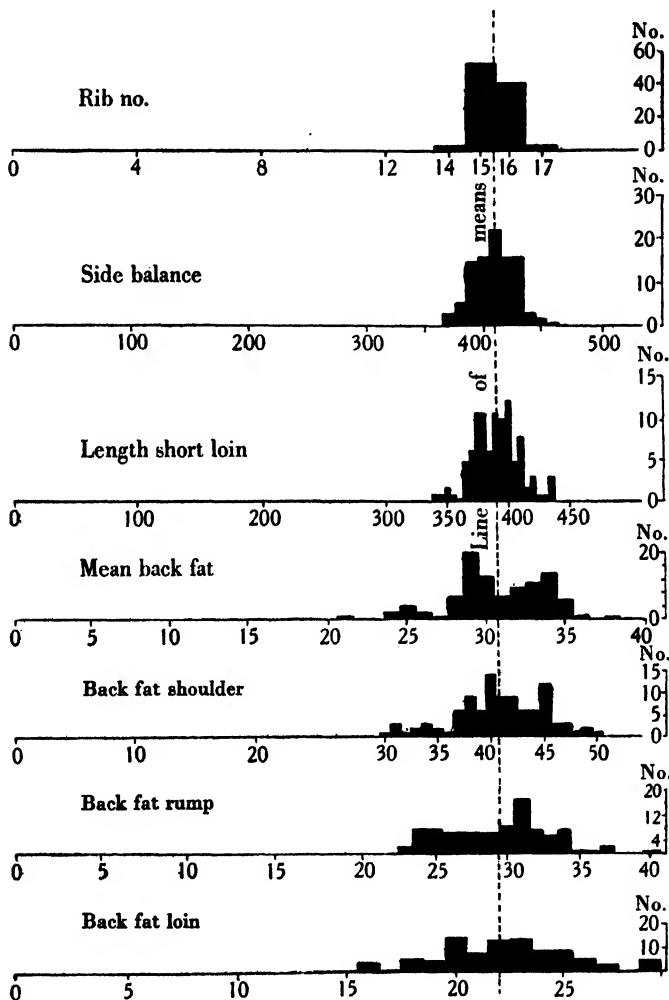 No.
60
40
20
0
Rib no.
0 4 8 12 14 15 16 17
No.
30
20
10
0
Side balance
0 100 200 300 400 500
Line of means
No.
15
10
5
0
Length short loin
0 100 200 300 350 400 450
No.
20
0
Mean back fat
0 5 10 15 20 25 30 35 40
No.
15
10
5
0
Back fat shoulder
0 10 20 30 35 40 45 50
No.
20
12
4
Back fat rump
0 5 10 15 20 25 30 35 40
No.
20
10
Back fat loin
0 5 10 15 20 25